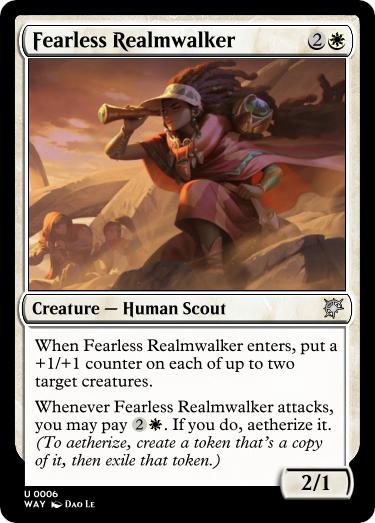 Fearless Realmwalker 2
Creature — Human Scout
When Fearless Realmwalker enters, put a
+1/+1 counter on each of up to two
target creatures.
Whenever Fearless Realmwalker attacks,
you may pay 2. If you do, aetherize it.
(To aetherize, create a token that's a copy
of it, then exile that token.)
2/1
U 0006
WAY Dao Le